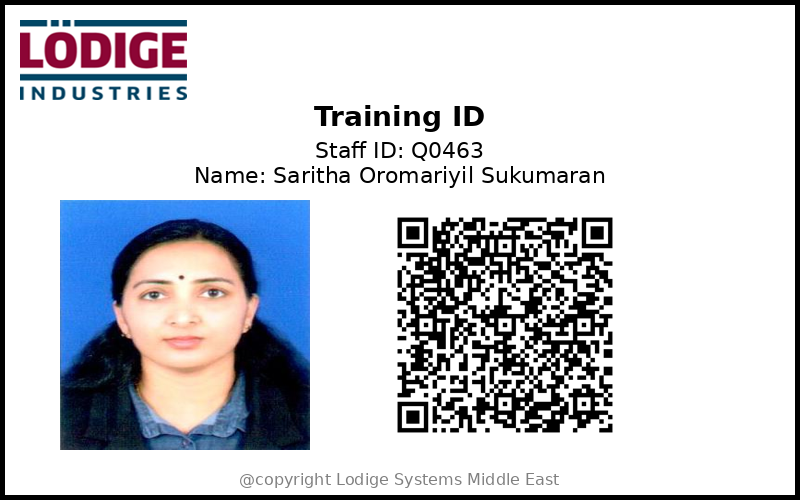 LÖDIGE
INDUSTRIES
Training ID
Staff ID: Q0463
Name: Saritha Oromariyil Sukumaran
@copyright Lodige Systems Middle East